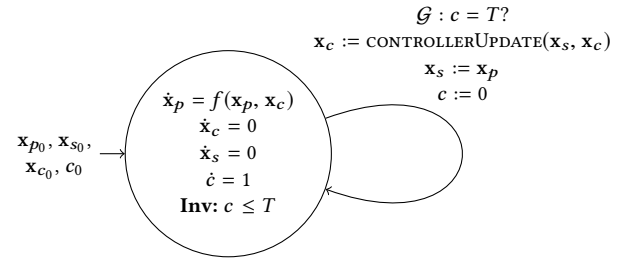 𝒢 : c = T?
x_c := CONTROLLERUPDATE(x_s, x_c)
x_s := x_p
c := 0
ẋ_p = f(x_p, x_c)
ẋ_c = 0
ẋ_s = 0
ċ = 1
Inv: c ≤ T
x_{p_0}, x_{s_0},
x_{c_0}, c_0